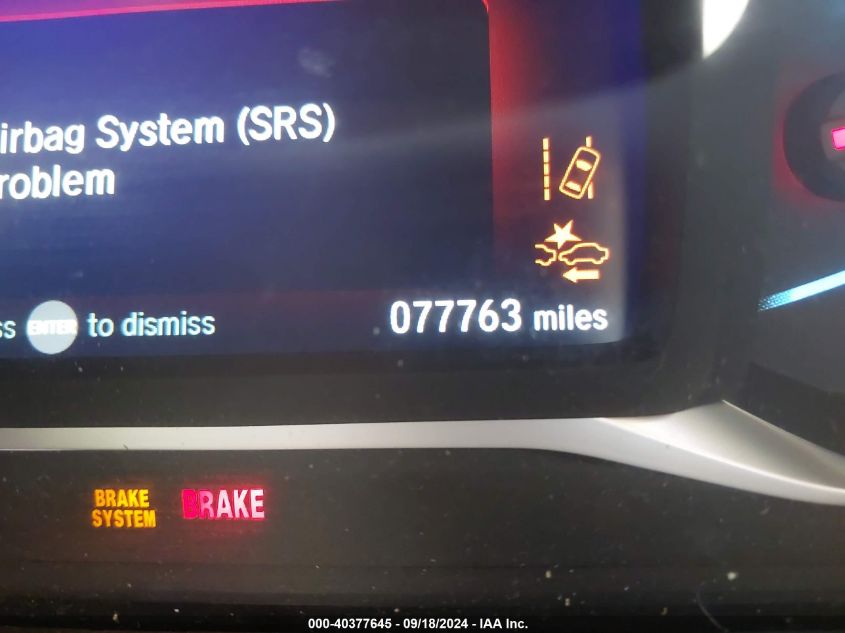 irbag System (SRS)
roblem
ss ENTER to dismiss
077763 miles
BRAKE
SYSTEM
BRAKE
000-40377645 - 09/18/2024 - IAA Inc.